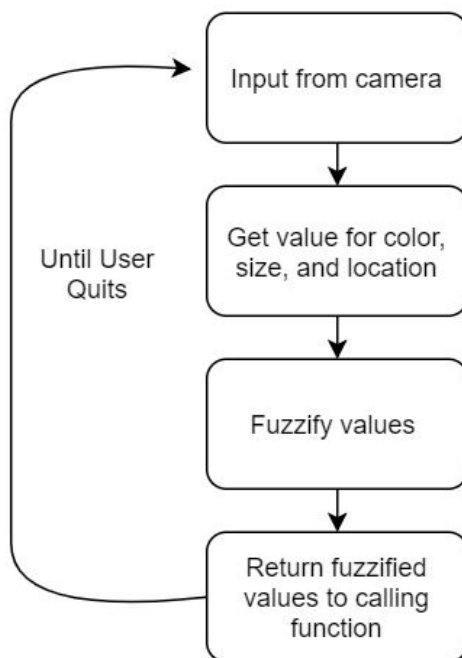 Input from camera
Get value for color,
size, and location
Until User
Quits
Fuzzify values
Return fuzzified
values to calling
function